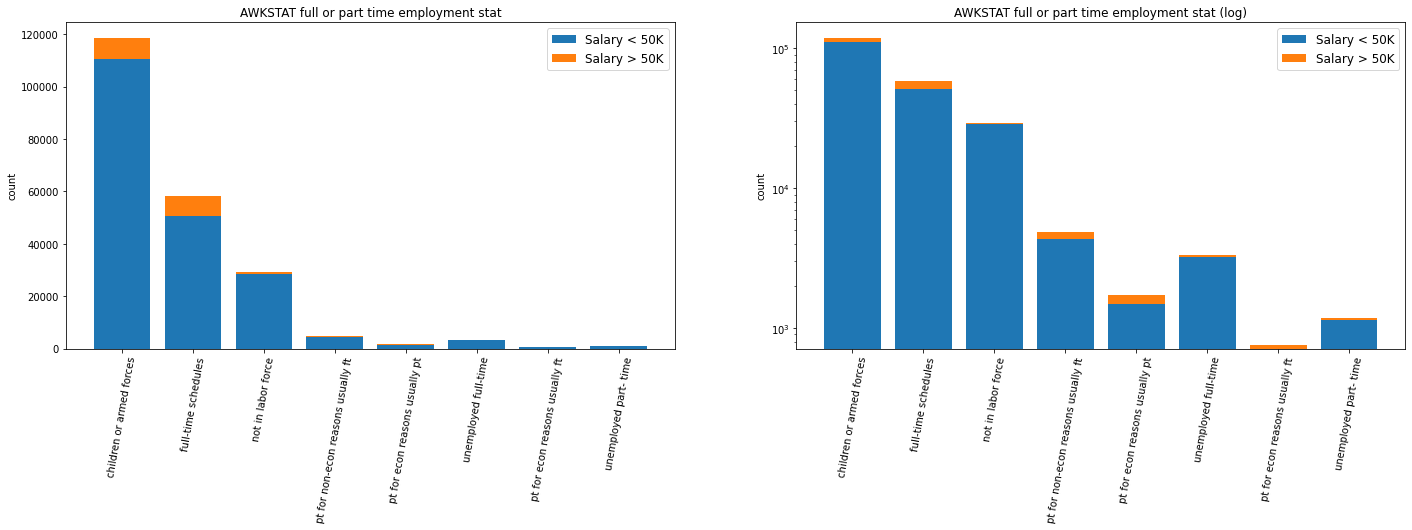 AWKSTAT full or part time employment stat
Salary < 50K
Salary > 50K
count
120000
100000
80000
60000
40000
20000
0
children or armed forces
full-time schedules
not in labor force
pt for non-econ reasons usually ft
pt for econ reasons usually pt
unemployed full-time
pt for econ reasons usually ft
unemployed part- time
AWKSTAT full or part time employment stat (log)
Salary < 50K
Salary > 50K
count
10^5
10^4
10^3
children or armed forces
full-time schedules
not in labor force
pt for non-econ reasons usually ft
pt for econ reasons usually pt
unemployed full-time
pt for econ reasons usually ft
unemployed part- time